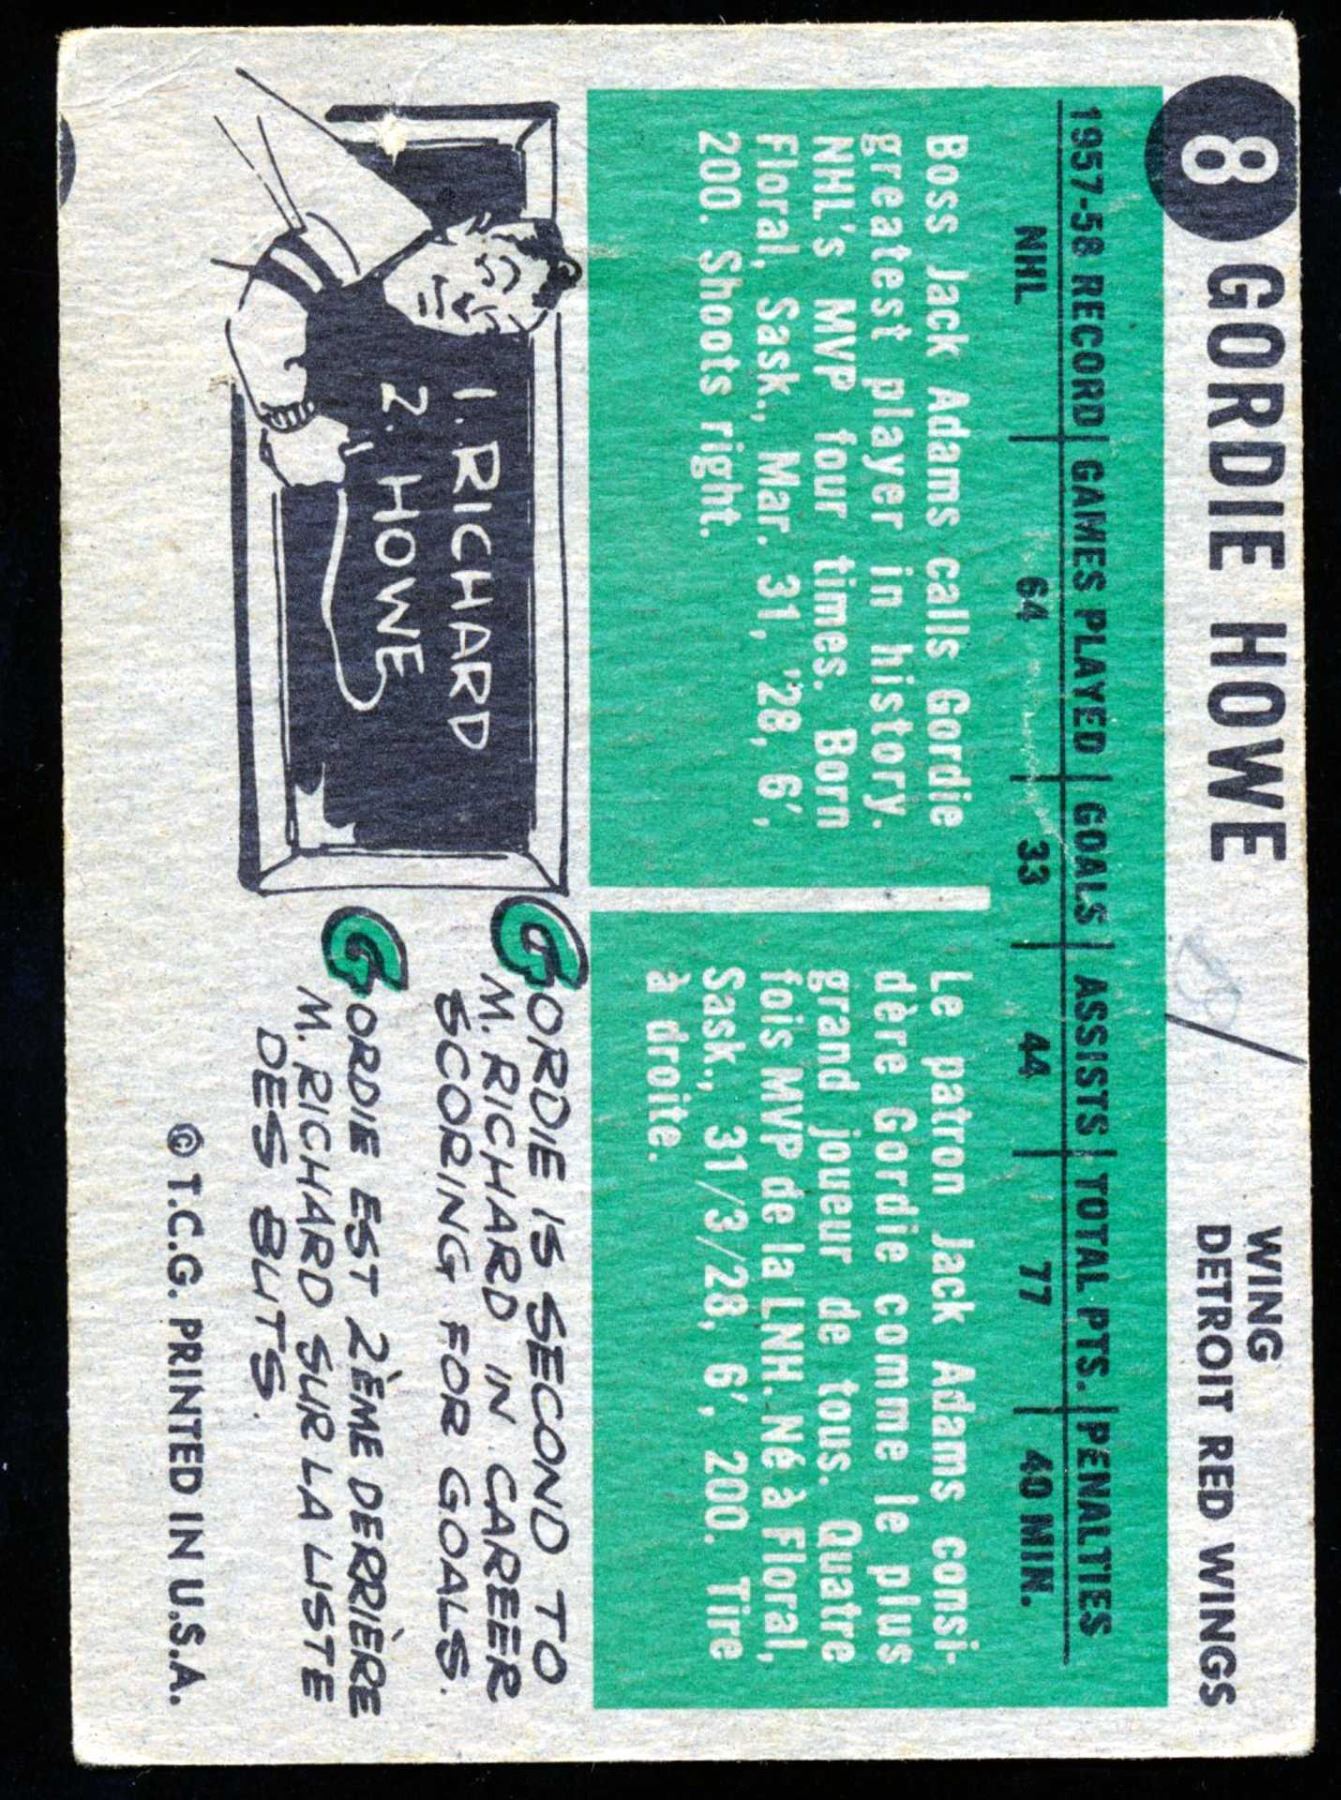 8 GORDIE HOWE
WING
DETROIT RED WINGS
1957-58 RECORD GAMES PLAYED GOALS ASSISTS TOTAL PTS. PENALTIES
NHL 64 33 44 77 40 MIN.
Boss Jack Adams calls Gordie
greatest player in history.
NHL's MVP four times. Born
Floral, Sask., Mar. 31, '28, 6',
200. Shoots right.
Le patron Jack Adams consi-
dère Gordie comme le plus
grand joueur de tous. Quatre
fois MVP de la LNH. Né à Floral,
Sask., 31/3/28, 6', 200. Tire
à droite.
1. RICHARD
2. HOWE
GORDIE IS SECOND TO
M. RICHARD IN CAREER
SCORING FOR GOALS.
GORDIE EST 2ÈME DERRIÈRE
M. RICHARD SUR LA LISTE
DES BUTS.
© T.C.G. PRINTED IN U.S.A.